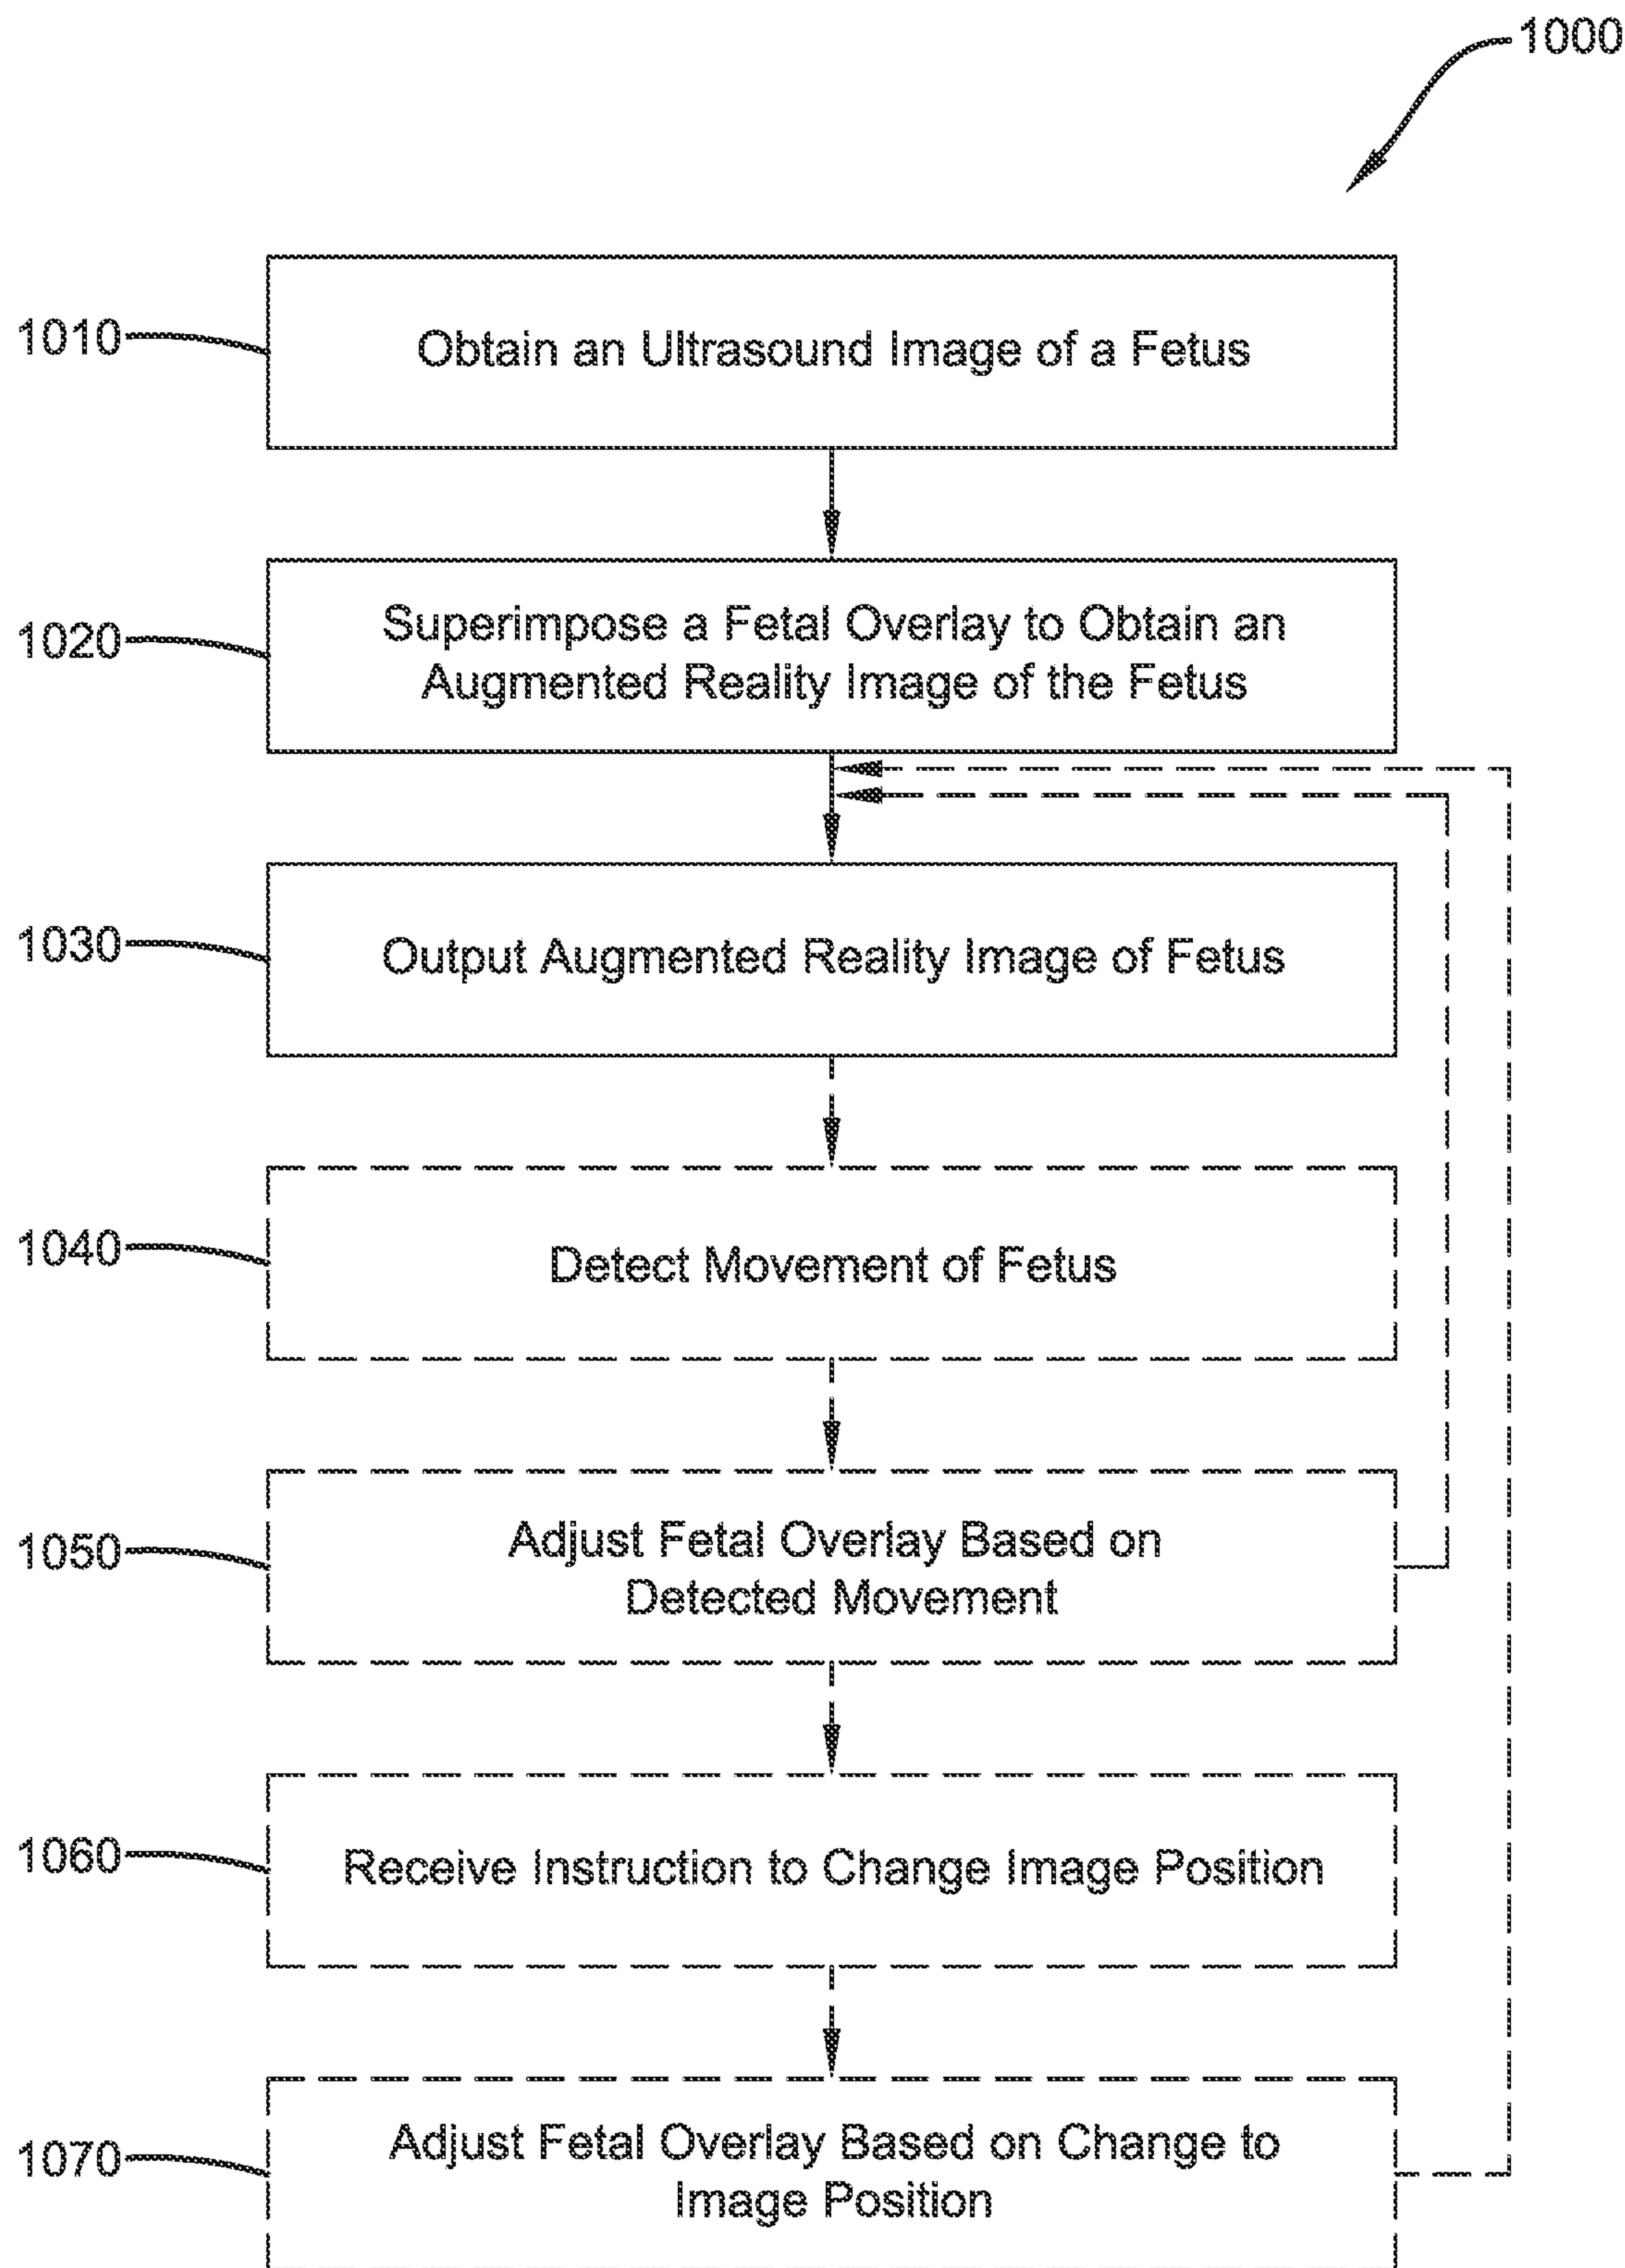 1000
1010
Obtain an Ultrasound Image of a Fetus
1020
Superimpose a Fetal Overlay to Obtain an
Augmented Reality Image of the Fetus
1030
Output Augmented Reality Image of Fetus
1040
Detect Movement of Fetus
1050
Adjust Fetal Overlay Based on
Detected Movement
1060
Receive Instruction to Change Image Position
1070
Adjust Fetal Overlay Based on Change to
Image Position